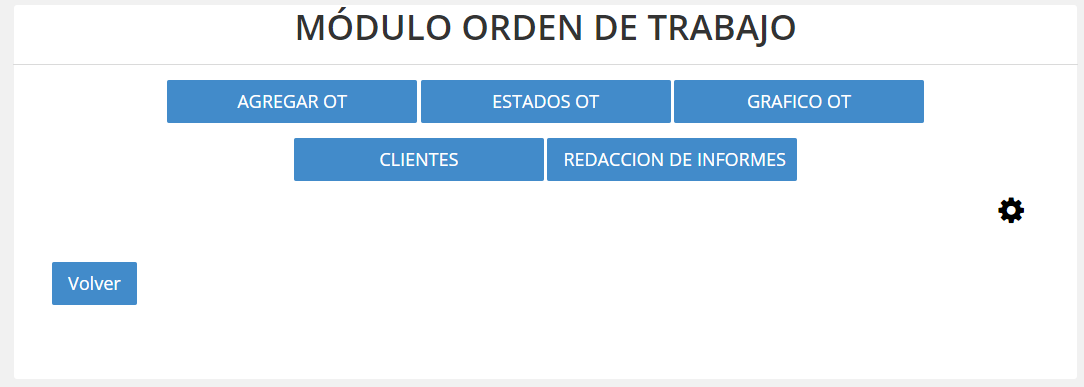 MÓDULO ORDEN DE TRABAJO
AGREGAR OT
ESTADOS OT
GRAFICO OT
CLIENTES
REDACCION DE INFORMES
Volver